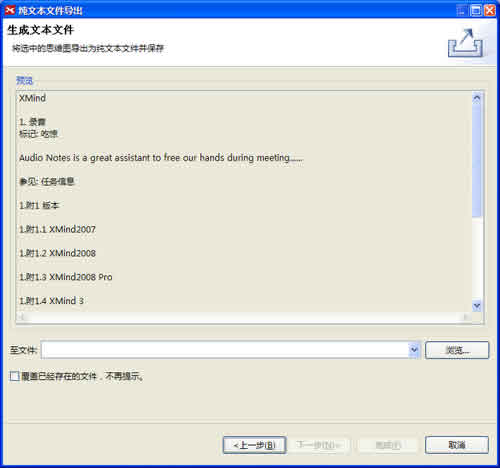 纯文本文件导出
生成文本文件
将选中的思维图导出为纯文本文件并保存
预览
XMind
1. 录音
标记: 吃惊
Audio Notes is a great assistant to free our hands during meeting......
参见: 任务信息
1.附1 版本
1.附1.1 XMind2007
1.附1.2 XMind2008
1.附1.3 XMind2008 Pro
1.附1.4 XMind 3
至文件: 浏览...
覆盖已经存在的文件，不再提示。
<上一步(B) 下一步(N)> 完成(F) 取消